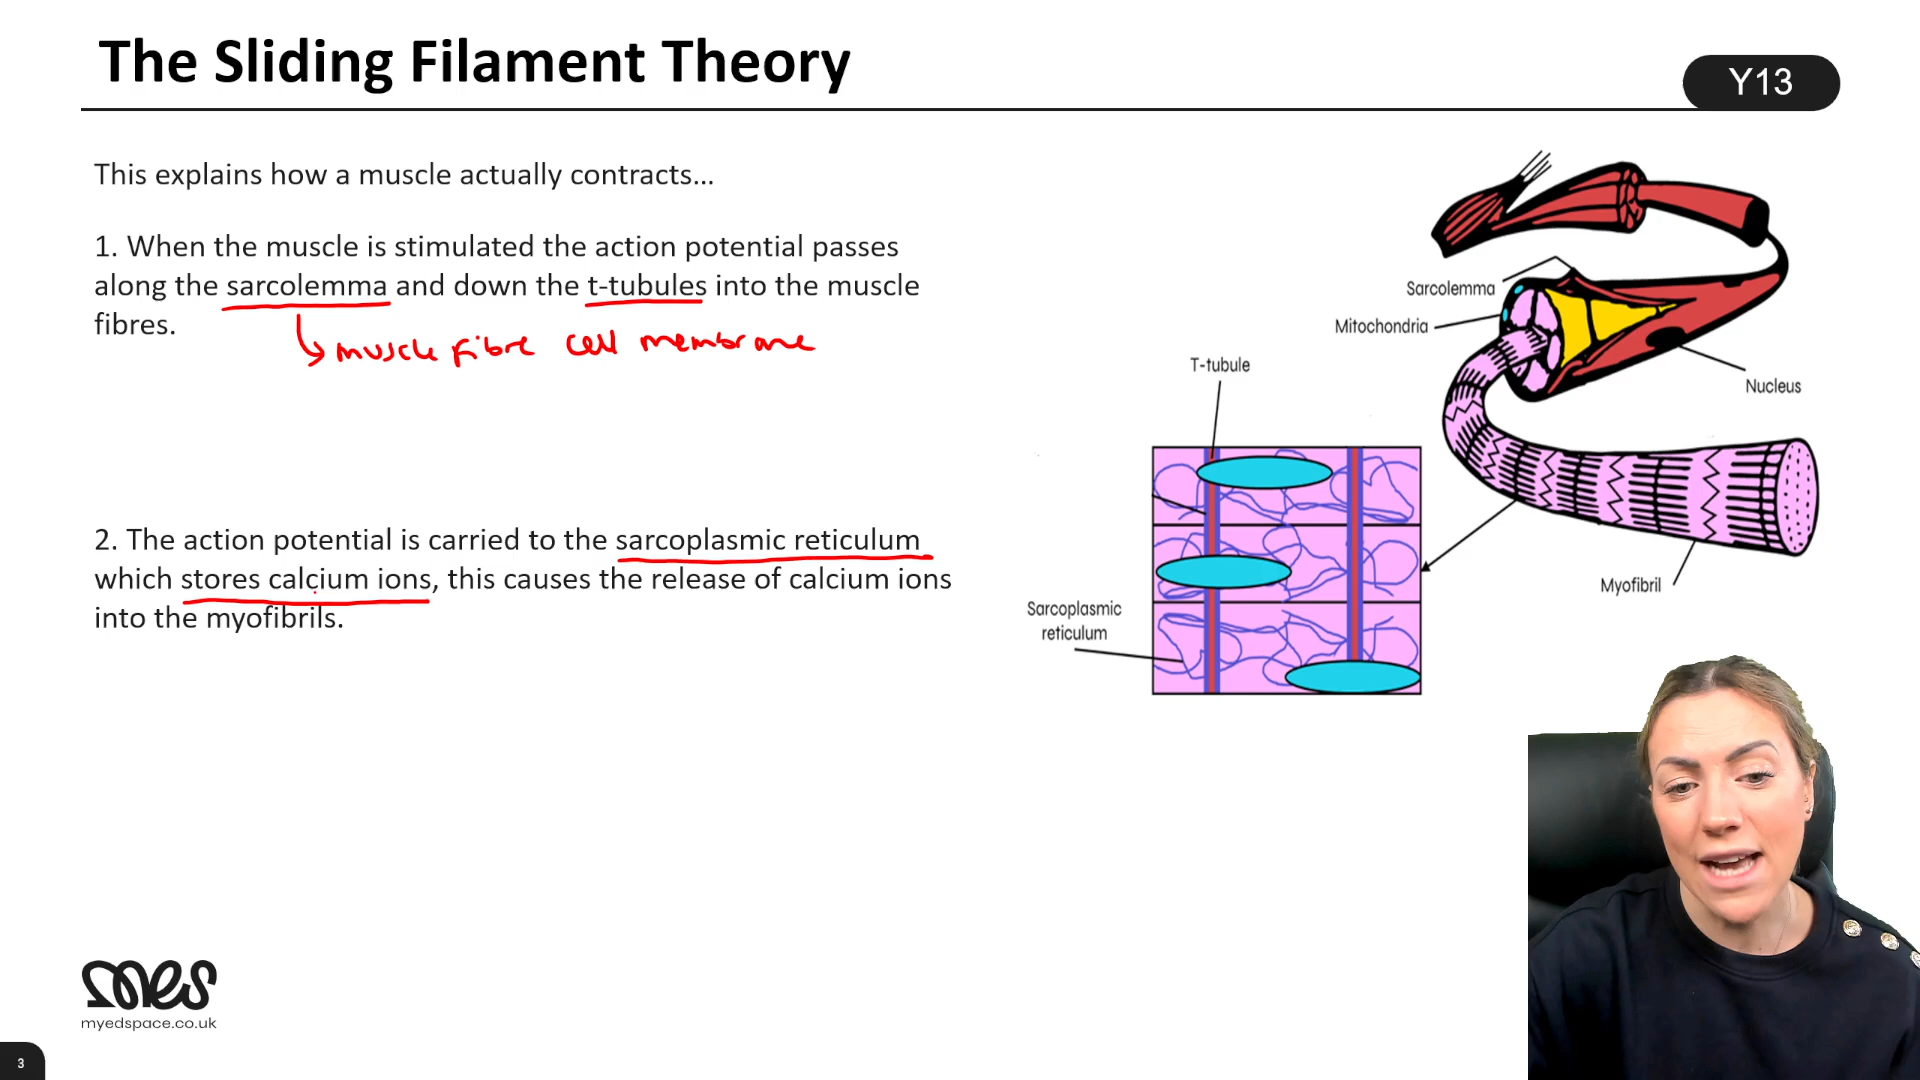 The Sliding Filament Theory
Y13
This explains how a muscle actually contracts...
1. When the muscle is stimulated the action potential passes
along the sarcolemma and down the t-tubules into the muscle
fibres.
muscle fibre cell membrane
2. The action potential is carried to the sarcoplasmic reticulum
which stores calcium ions, this causes the release of calcium ions
into the myofibrils.
Sarcolemma
Mitochondria
Nucleus
T-tubule
Myofibril
Sarcoplasmic
reticulum
mes
myedspace.co.uk
3